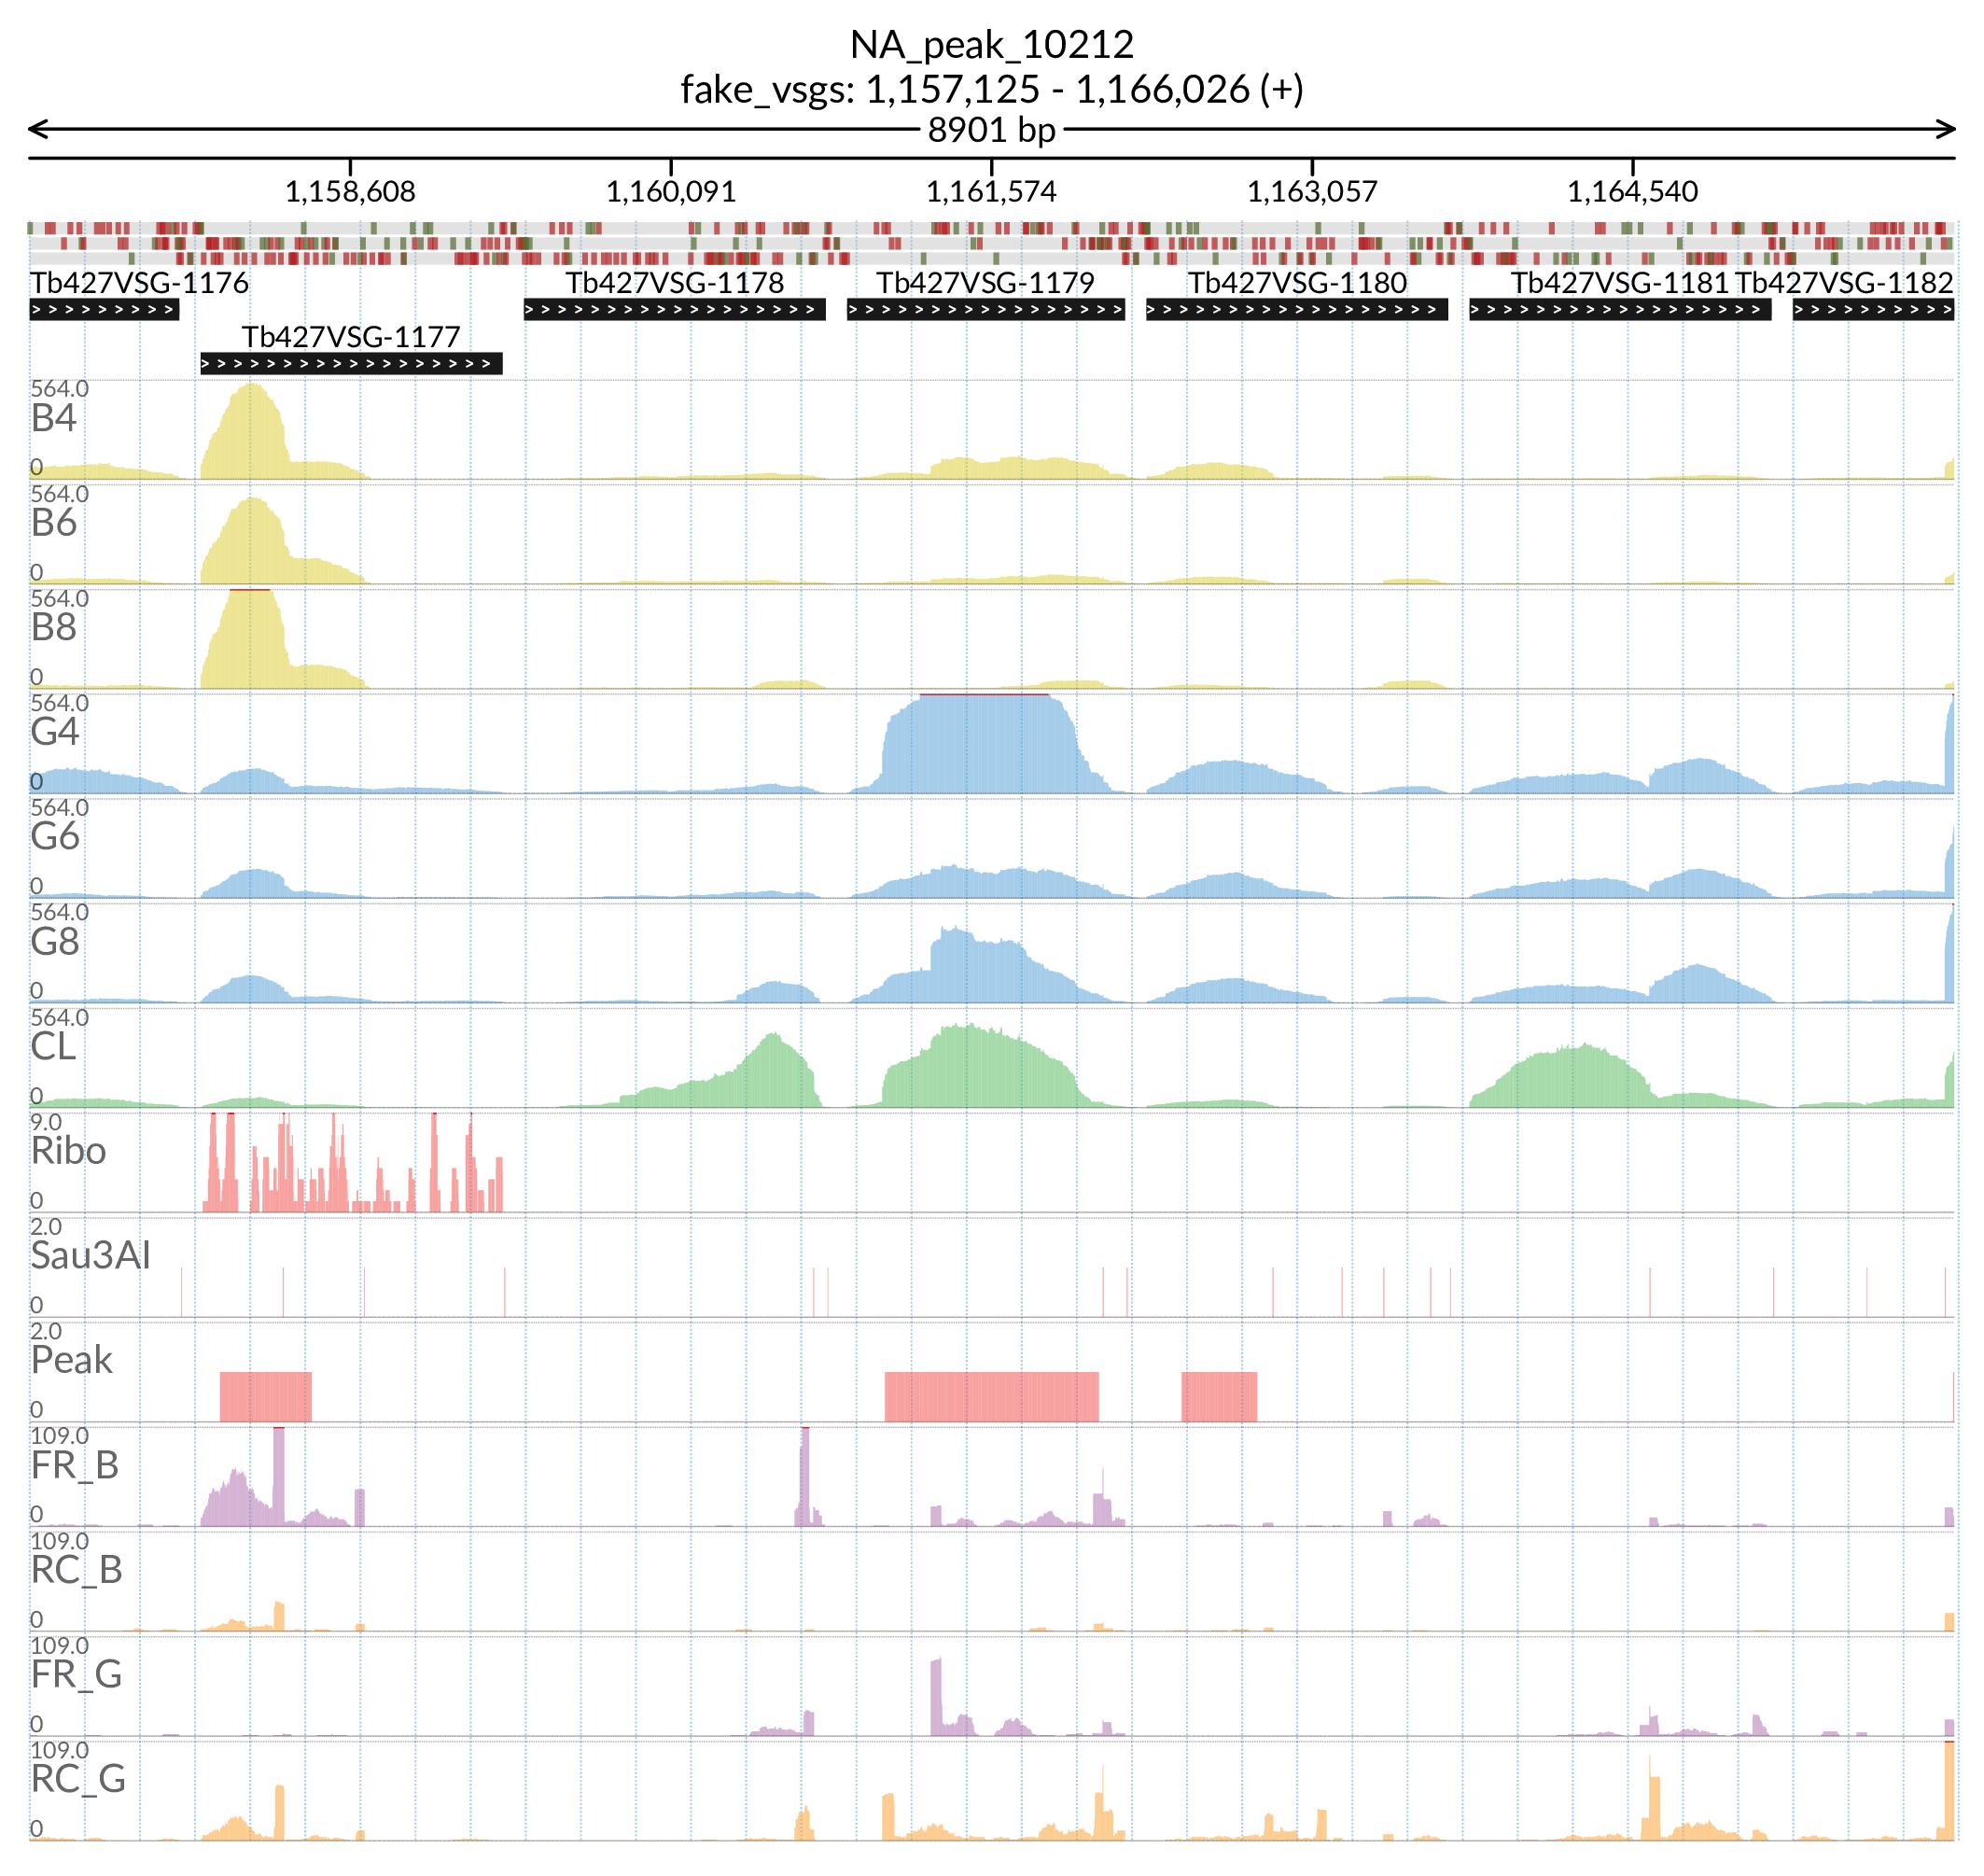 NA_peak_10212
fake_vsgs: 1,157,125 - 1,166,026 (+)
8901 bp
1,158,608 1,160,091 1,161,574 1,163,057 1,164,540
Tb427VSG-1176 Tb427VSG-1178 Tb427VSG-1179 Tb427VSG-1180 Tb427VSG-1181 Tb427VSG-1182
Tb427VSG-1177
564.0
B4
0
564.0
B6
0
564.0
B8
0
564.0
G4
0
564.0
G6
0
564.0
G8
0
564.0
CL
0
9.0
Ribo
0
2.0
Sau3AI
0
2.0
Peak
0
109.0
FR_B
0
109.0
RC_B
0
109.0
FR_G
0
109.0
RC_G
0